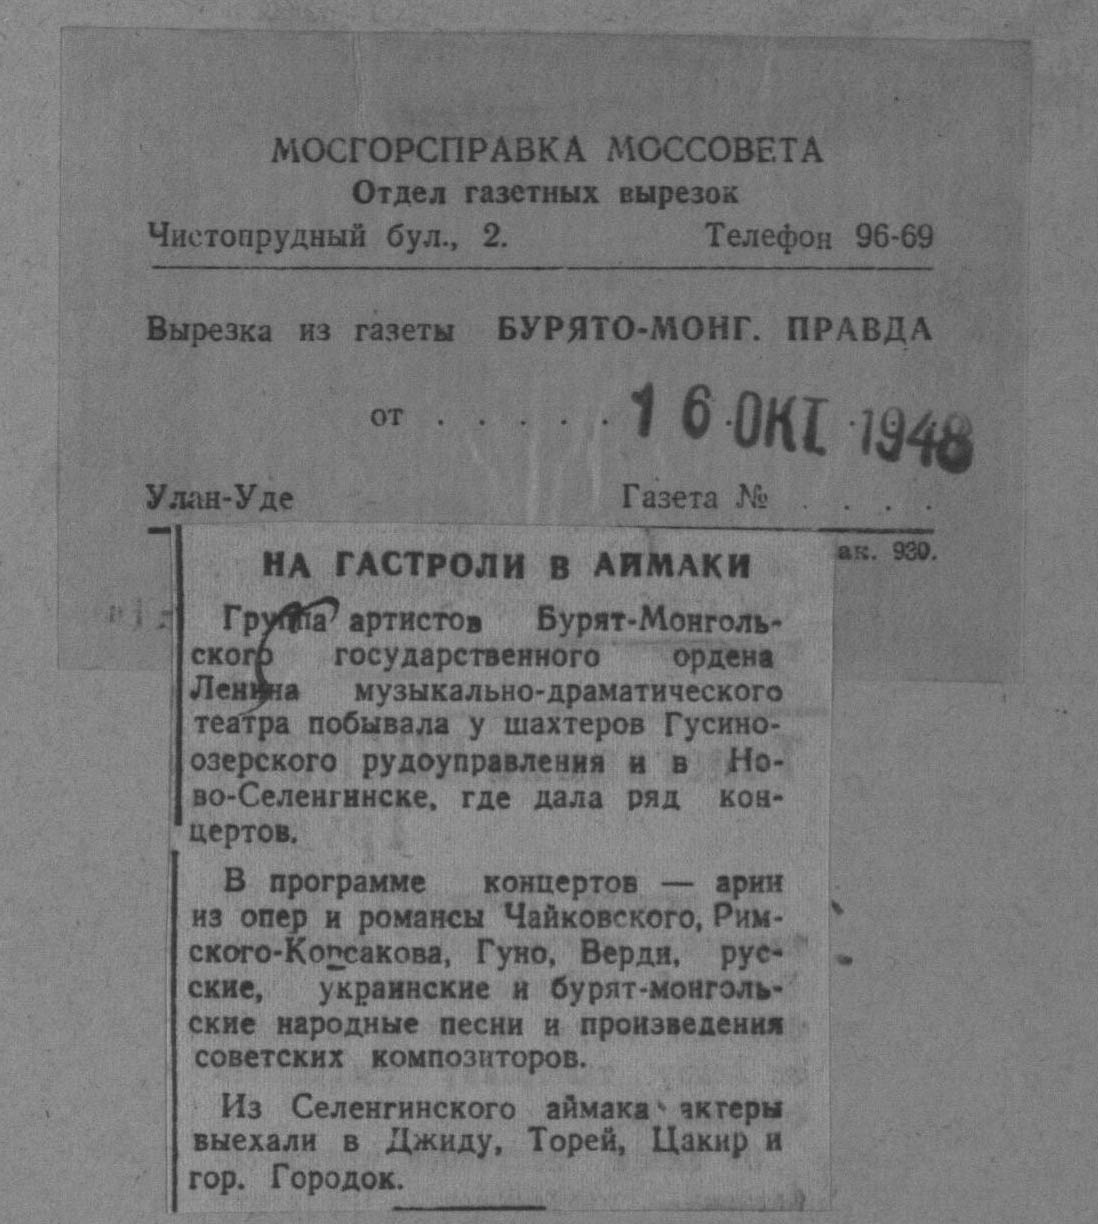 МОСГОРСПРАВКА МОССОВЕТА
Отдел газетных вырезок
Чистопрудный бул., 2. Телефон 96-69
Вырезка из газеты БУРЯТО-МОНГ. ПРАВДА
от . . . . . 16 ОКТ 1948
Улан-Уде Газета № . . . .
ак. 930.
НА ГАСТРОЛИ В АЙМАКИ
Группа артистов Бурят-Монголь-
ского государственного ордена
Ленина музыкально-драматического
театра побывала у шахтеров Гусино-
озерского рудоуправления и в Но-
во-Селенгинске, где дала ряд кон-
цертов.
В программе концертов — арии
из опер и романсы Чайковского, Рим-
ского-Корсакова, Гуно, Верди, рус-
ские, украинские и бурят-монголь-
ские народные песни и произведения
советских композиторов.
Из Селенгинского аймака актеры
выехали в Джиду, Торей, Цакир и
гор. Городок.